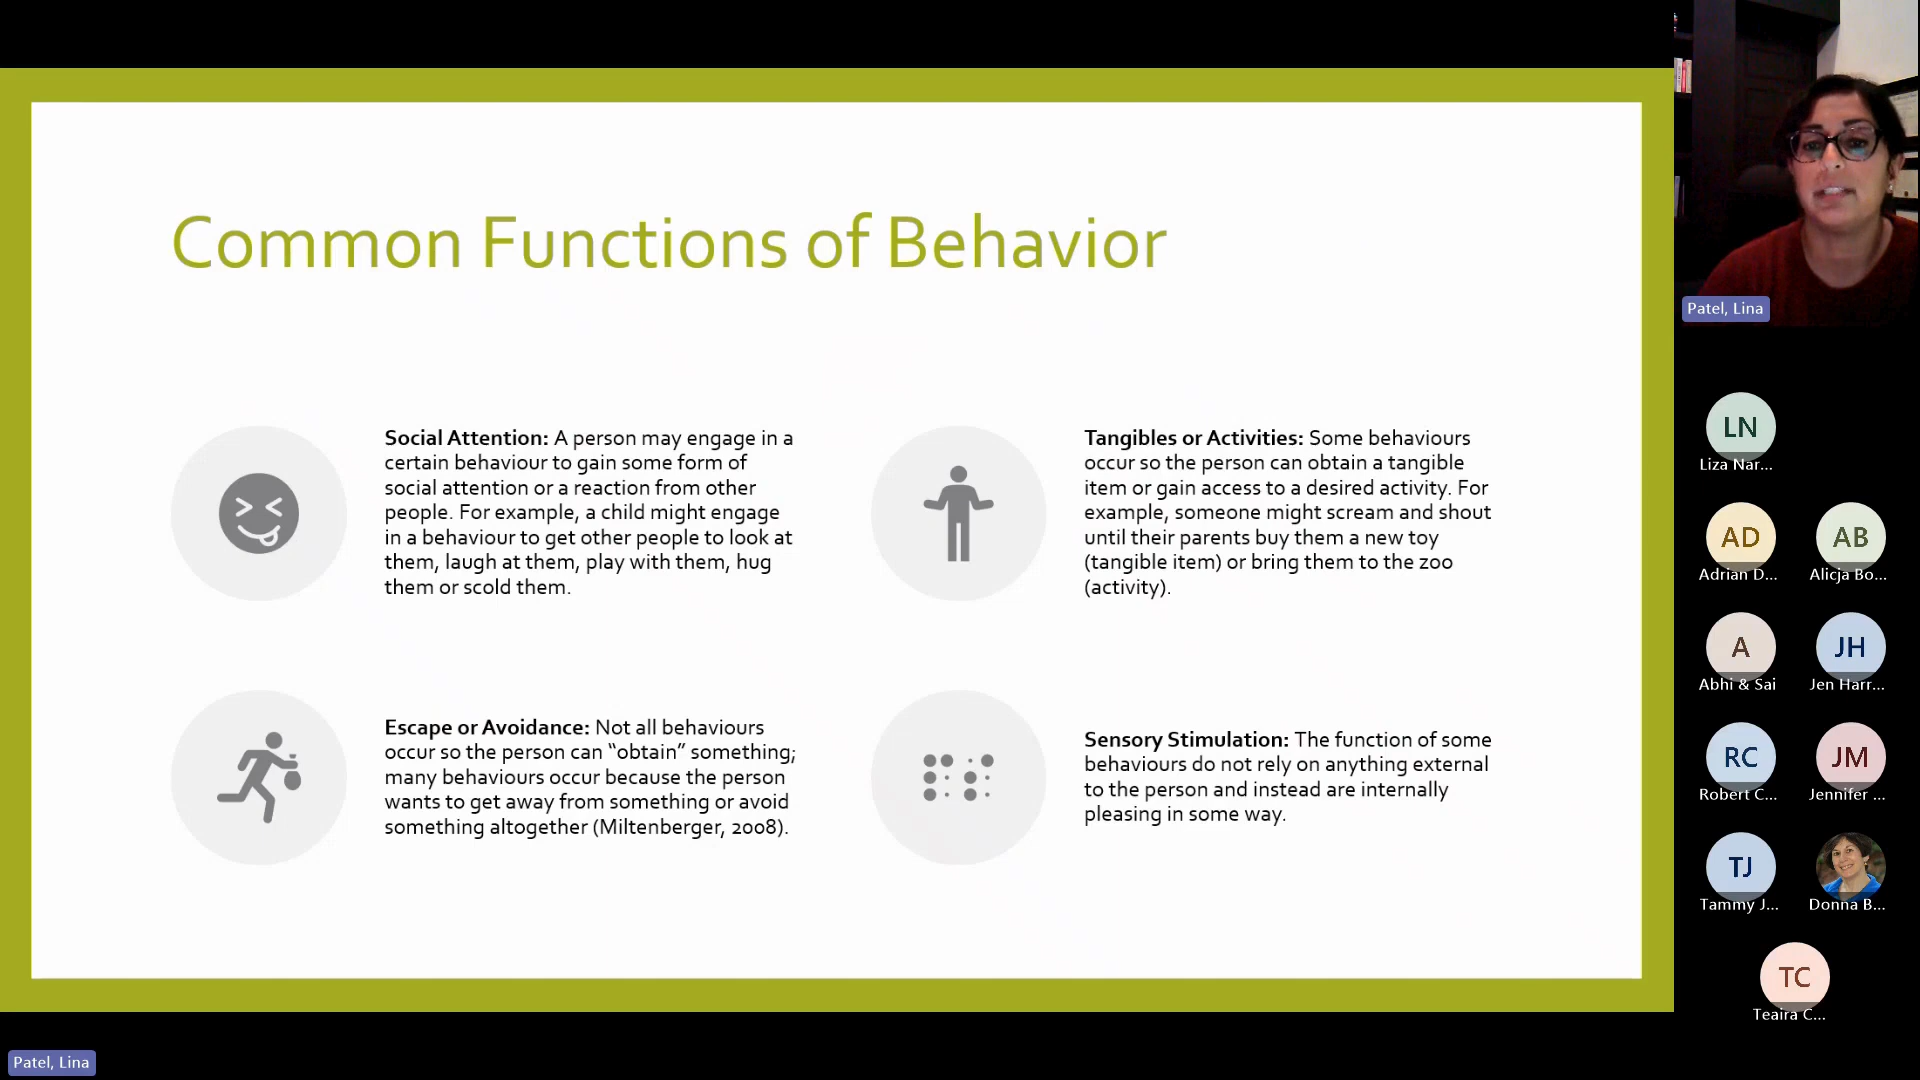 Common Functions of Behavior
Social Attention: A person may engage in a
certain behaviour to gain some form of
social attention or a reaction from other
people. For example, a child might engage
in a behaviour to get other people to look at
them, laugh at them, play with them, hug
them or scold them.
Tangibles or Activities: Some behaviours
occur so the person can obtain a tangible
item or gain access to a desired activity. For
example, someone might scream and shout
until their parents buy them a new toy
(tangible item) or bring them to the zoo
(activity).
Escape or Avoidance: Not all behaviours
occur so the person can “obtain” something;
many behaviours occur because the person
wants to get away from something or avoid
something altogether (Miltenberger, 2008).
Sensory Stimulation: The function of some
behaviours do not rely on anything external
to the person and instead are internally
pleasing in some way.
Patel, Lina
LN
Liza Nar...
AD
Adrian D...
AB
Alicja Bo...
A
Abhi & Sai
JH
Jen Harr...
RC
Robert C...
JM
Jennifer ...
TJ
Tammy J...
Donna B...
TC
Teaira C...
Patel, Lina